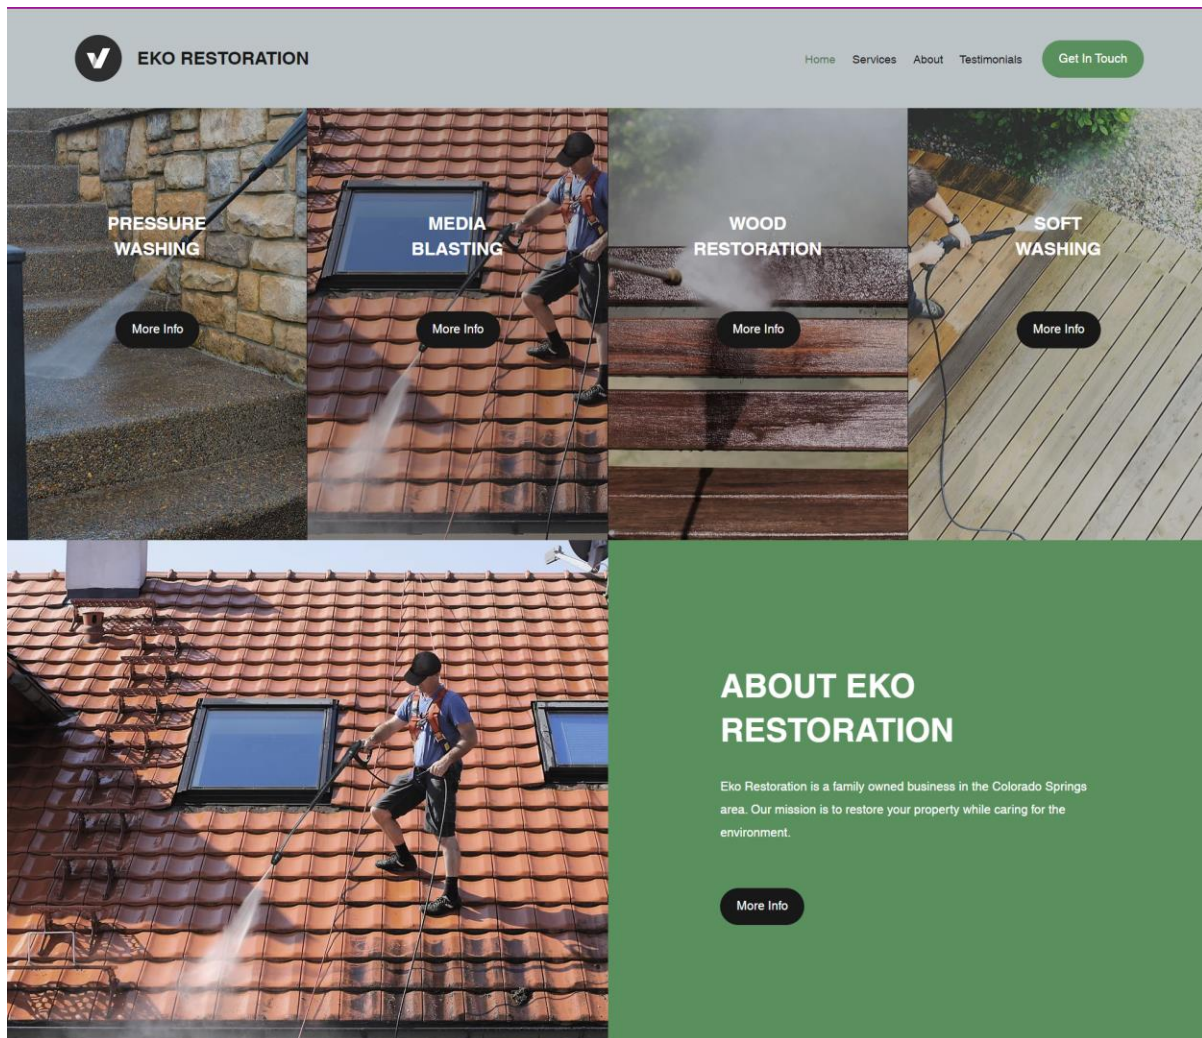 EKO RESTORATION
Home Services About Testimonials Get In Touch
PRESSURE
WASHING
More Info
MEDIA
BLASTING
More Info
WOOD
RESTORATION
More Info
SOFT
WASHING
More Info
ABOUT EKO
RESTORATION
Eko Restoration is a family owned business in the Colorado Springs
area. Our mission is to restore your property while caring for the
environment.
More Info